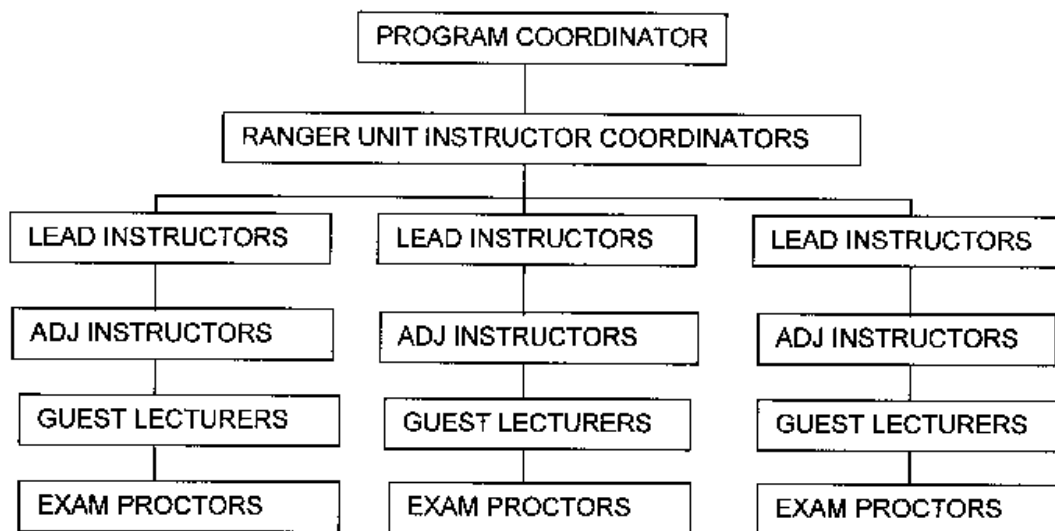 PROGRAM COORDINATOR
RANGER UNIT INSTRUCTOR COORDINATORS
LEAD INSTRUCTORS
LEAD INSTRUCTORS
LEAD INSTRUCTORS
ADJ INSTRUCTORS
ADJ INSTRUCTORS
ADJ INSTRUCTORS
GUEST LECTURERS
GUEST LECTURERS
GUEST LECTURERS
EXAM PROCTORS
EXAM PROCTORS
EXAM PROCTORS